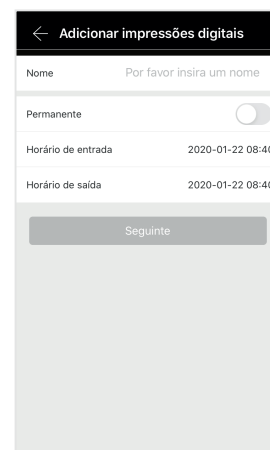 Adicionar impressões digitais
Nome Por favor insira um nome
Permanente
Horário de entrada 2020-01-22 08:40
Horário de saída 2020-01-22 08:40
Seguinte